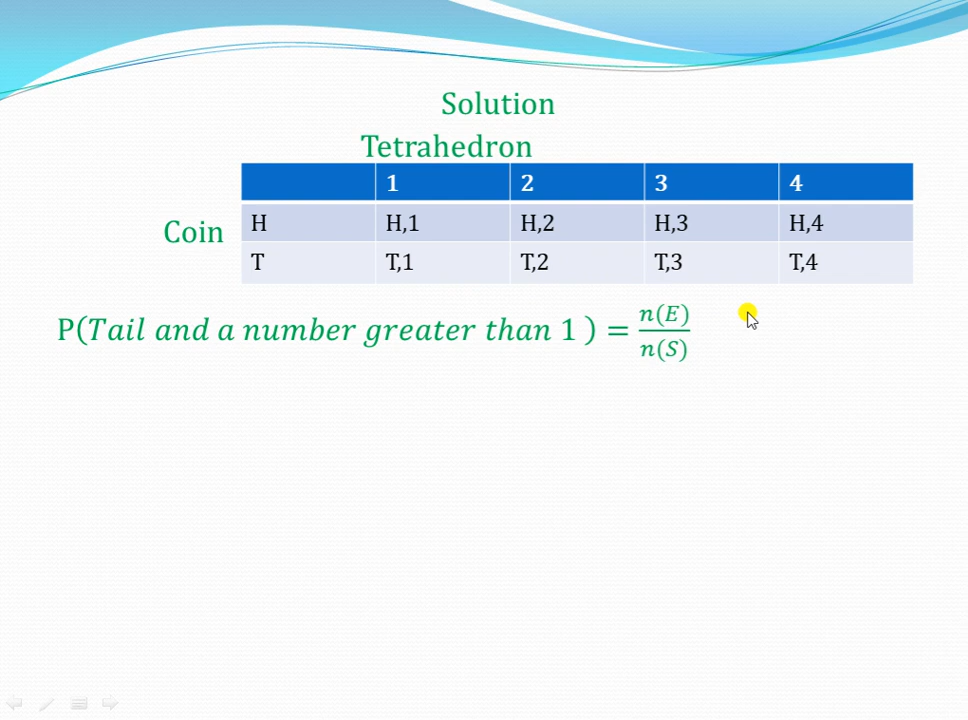 Solution
Tetrahedron
1 2 3 4
Coin
H H,1 H,2 H,3 H,4
T T,1 T,2 T,3 T,4
P(Tail and a number greater than 1 ) = n(E)/n(S)